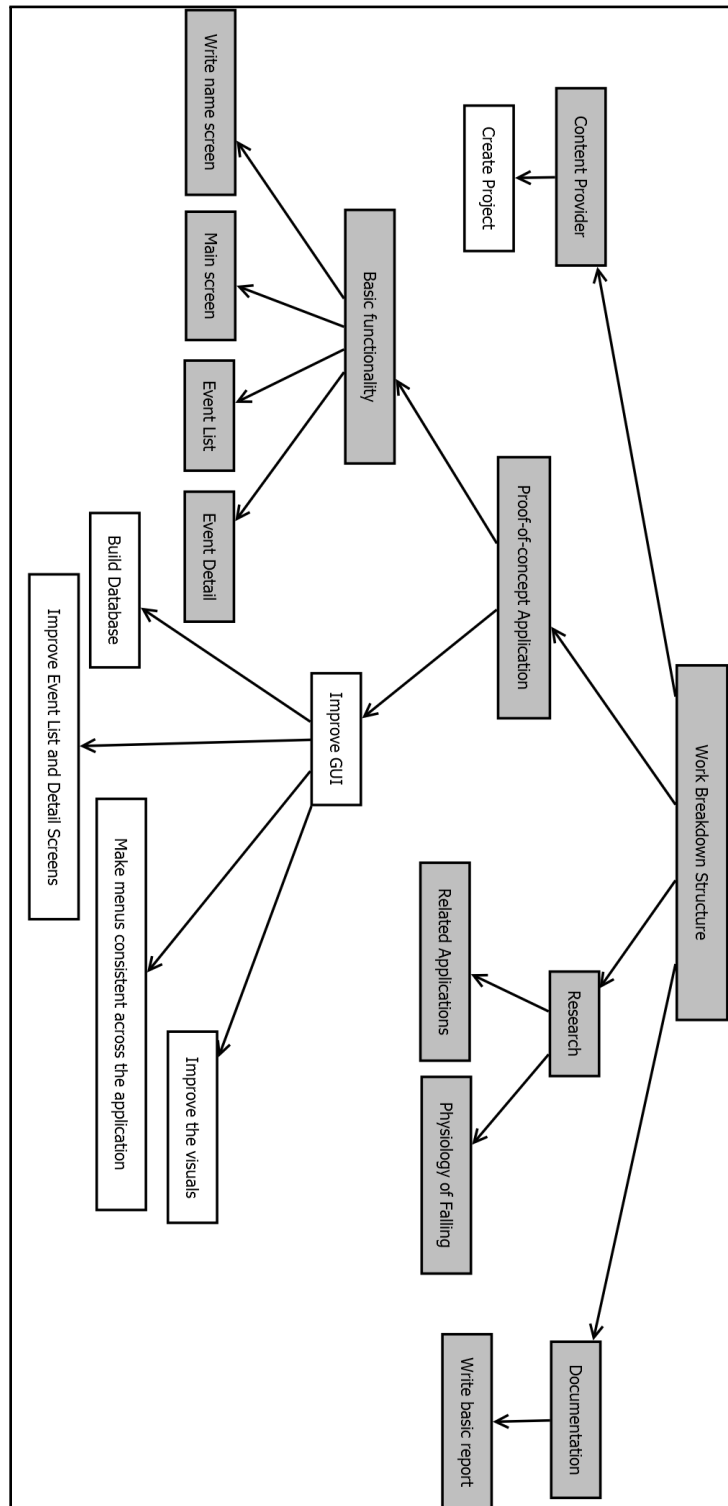 Work Breakdown Structure
Content Provider
Proof-of-concept Application
Research
Documentation
Create Project
Basic functionality
Improve GUI
Related Applications
Physiology of Falling
Write basic report
Write name screen
Main screen
Event List
Event Detail
Build Database
Improve Event List and Detail Screens
Make menus consistent across the application
Improve the visuals